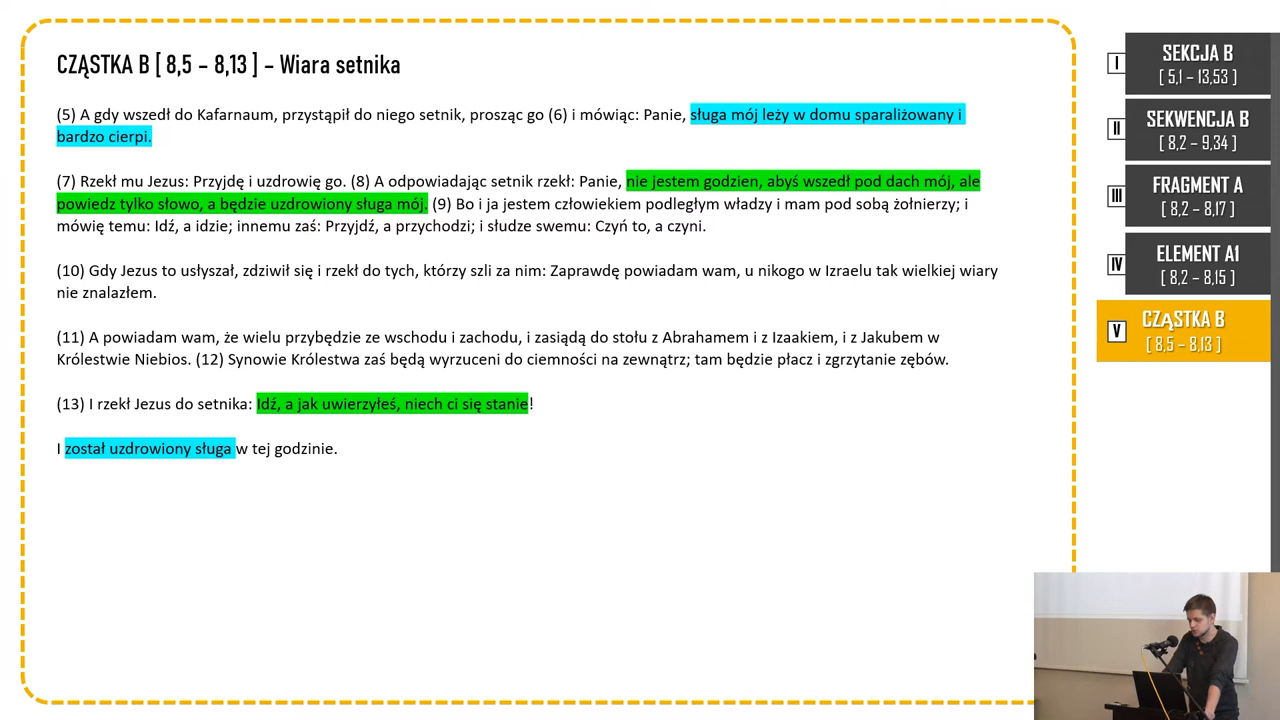 CZĄSTKA B [ 8,5 – 8,13 ] – Wiara setnika
(5) A gdy wszedł do Kafarnaum, przystąpił do niego setnik, prosząc go (6) i mówiąc: Panie, sługa mój leży w domu sparaliżowany i
bardzo cierpi.
(7) Rzekł mu Jezus: Przyjdę i uzdrowię go. (8) A odpowiadając setnik rzekł: Panie, nie jestem godzien, abyś wszedł pod dach mój, ale
powiedz tylko słowo, a będzie uzdrowiony sługa mój. (9) Bo i ja jestem człowiekiem podległym władzy i mam pod sobą żołnierzy; i
mówię temu: Idź, a idzie; innemu zaś: Przyjdź, a przychodzi; i słudze swemu: Czyń to, a czyni.
(10) Gdy Jezus to usłyszał, zdziwił się i rzekł do tych, którzy szli za nim: Zaprawdę powiadam wam, u nikogo w Izraelu tak wielkiej wiary
nie znalazłem.
(11) A powiadam wam, że wielu przybędzie ze wschodu i zachodu, i zasiądą do stołu z Abrahamem i z Izaakiem, i z Jakubem w
Królestwie Niebios. (12) Synowie Królestwa zaś będą wyrzuceni do ciemności na zewnątrz; tam będzie płacz i zgrzytanie zębów.
(13) I rzekł Jezus do setnika: Idź, a jak uwierzyłeś, niech ci się stanie!
I został uzdrowiony sługa w tej godzinie.
I SEKCJA B
[ 5,1 – 13,53 ]
II SEKWENCJA B
[ 8,2 – 9,34 ]
III FRAGMENT A
[ 8,2 – 8,17 ]
IV ELEMENT A1
[ 8,2 – 8,15 ]
V CZĄSTKA B
[ 8,5 – 8,13 ]